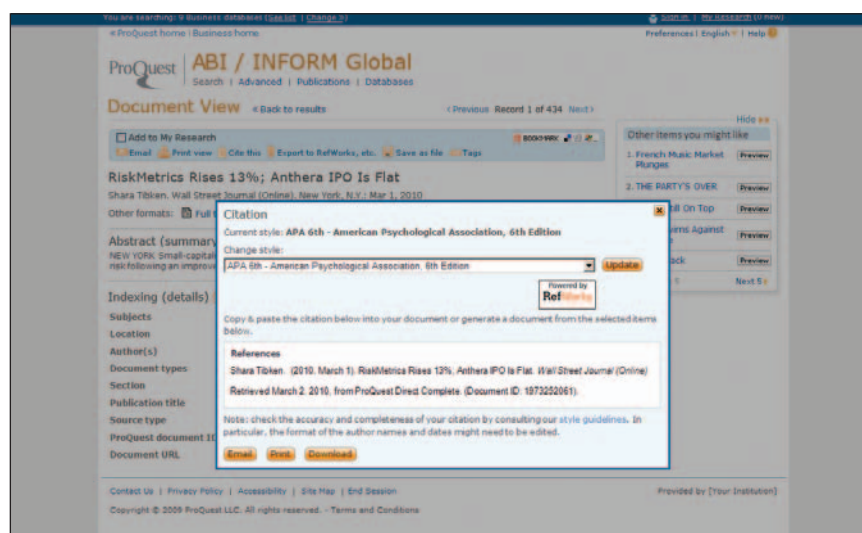 You are searching: 9 Business databases (See list | Change »)
Sign in | My Research (0 new)
« ProQuest home | Business home
Preferences | English | Help
ProQuest
ABI / INFORM Global
Search | Advanced | Publications | Databases
Document View « Back to results
< Previous Record 1 of 434 Next >
Hide
Add to My Research
Email Print view Cite this Export to RefWorks, etc. Save as file Tags
BOOKMARK
RiskMetrics Rises 13%; Anthera IPO Is Flat
Shara Tibken. Wall Street Journal (Online). New York, N.Y.: Mar 1, 2010
Other formats: Full t
Abstract (summary
NEW YORK Small-capital
risk following an improve
Indexing (details)
Subjects
Location
Author(s)
Document types
Section
Publication title
Source type
ProQuest document ID
Document URL
Other items you might like
1. French Music Market Plunges Preview
2. THE PARTY'S OVER Preview
ill On Top Preview
rns Against Preview
ack Preview
Next 5
Citation
Current style: APA 6th - American Psychological Association, 6th Edition
Change style:
APA 6th - American Psychological Association, 6th Edition
Update
Powered by
RefWorks
Copy & paste the citation below into your document or generate a document from the selected items
below.
References
Shara Tibken. (2010, March 1). RiskMetrics Rises 13%, Anthera IPO Is Flat. Wall Street Journal (Online)
Retrieved March 2, 2010, from ProQuest Direct Complete. (Document ID: 1973252061).
Note: check the accuracy and completeness of your citation by consulting our style guidelines. In
particular, the format of the author names and dates might need to be edited.
Email Print Download
Contact Us | Privacy Policy | Accessibility | Site Map | End Session
Provided by [Your Institution]
Copyright © 2009 ProQuest LLC. All rights reserved. - Terms and Conditions